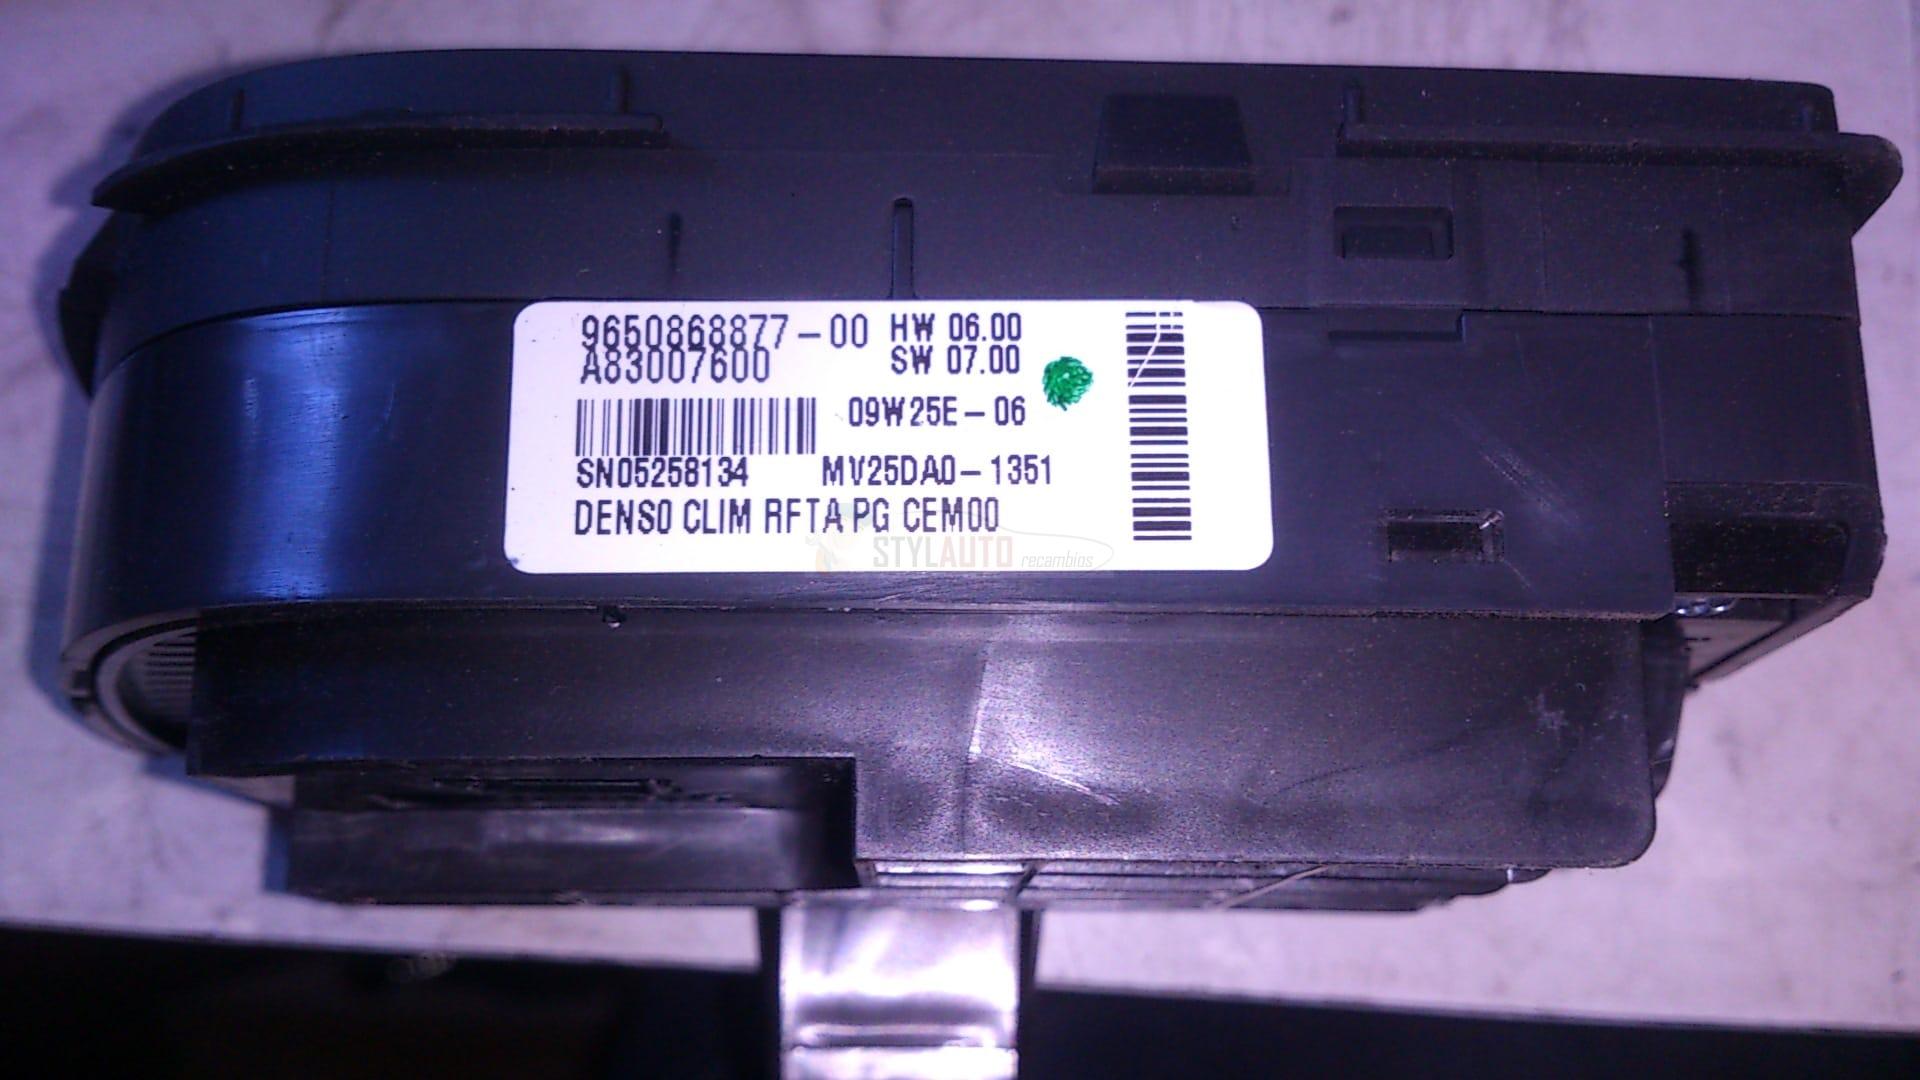 9650868877-00 HW 06.00
A83007600 SW 07.00
09W25E-06
SN05258134 MV25DA0-1351
DENSO CLIM RFTA PG CEM00
STYLAUTO recambios